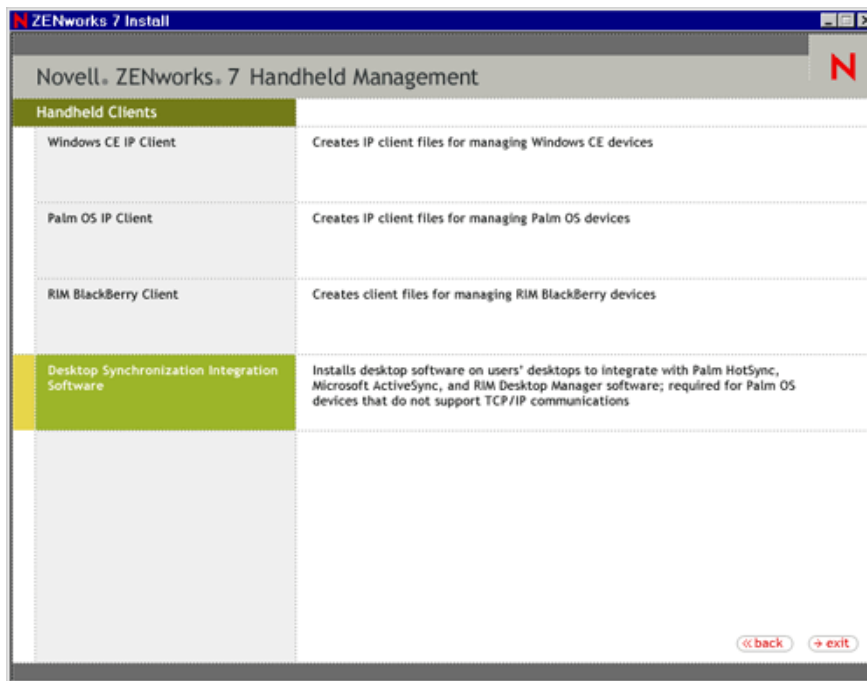 N ZENworks 7 Install
Novell® ZENworks® 7 Handheld Management
N
Handheld Clients
Windows CE IP Client
Creates IP client files for managing Windows CE devices
Palm OS IP Client
Creates IP client files for managing Palm OS devices
RIM BlackBerry Client
Creates client files for managing RIM BlackBerry devices
Desktop Synchronization Integration
Software
Installs desktop software on users' desktops to integrate with Palm HotSync,
Microsoft ActiveSync, and RIM Desktop Manager software; required for Palm OS
devices that do not support TCP/IP communications
«back
→ exit